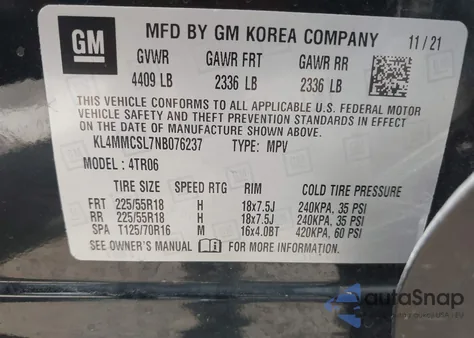 GM
MFD BY GM KOREA COMPANY
11/21
GVWR GAWR FRT GAWR RR
4409 LB 2336 LB 2336 LB
THIS VEHICLE CONFORMS TO ALL APPLICABLE U.S. FEDERAL MOTOR
VEHICLE SAFETY AND THEFT PREVENTION STANDARDS IN EFFECT
ON THE DATE OF MANUFACTURE SHOWN ABOVE.
KL4MMCSL7NB076237 TYPE: MPV
MODEL: 4TR06
TIRE SIZE SPEED RTG RIM COLD TIRE PRESSURE
FRT 225/55R18 H 18x7.5J 240KPA, 35 PSI
RR 225/55R18 H 18x7.5J 240KPA, 35 PSI
SPA T125/70R16 M 16x4.0BT 420KPA, 60 PSI
SEE OWNER'S MANUAL FOR MORE INFORMATION
autaSnap